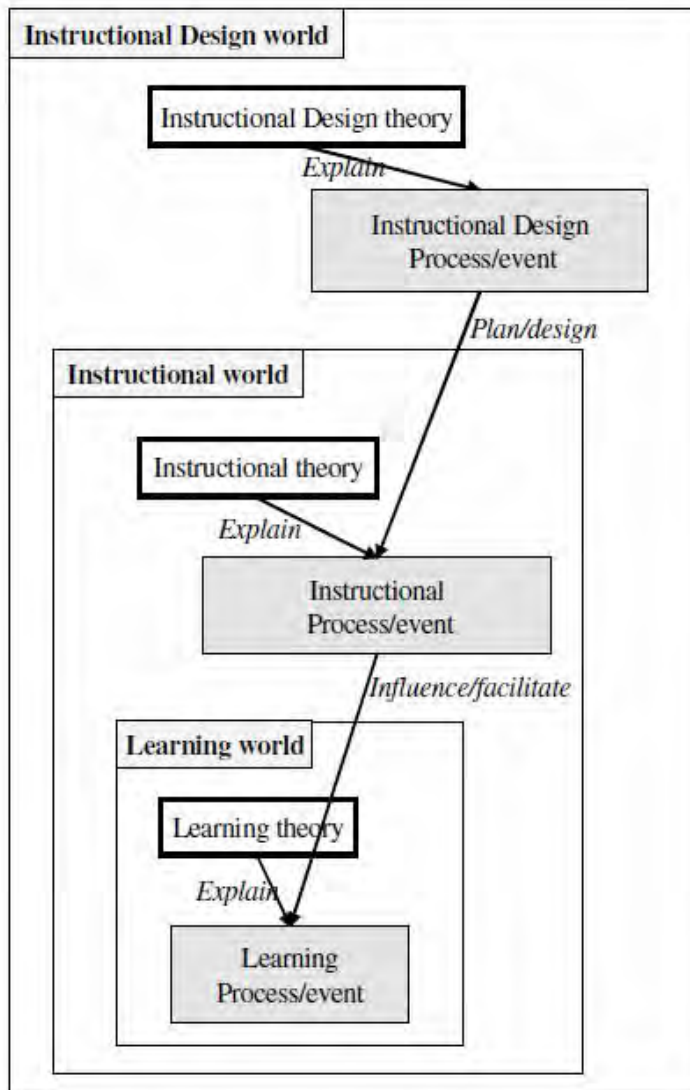 Instructional Design world
Instructional Design theory
Explain
Instructional Design
Process/event
Plan/design
Instructional world
Instructional theory
Explain
Instructional
Process/event
Influence/facilitate
Learning world
Learning theory
Explain
Learning
Process/event